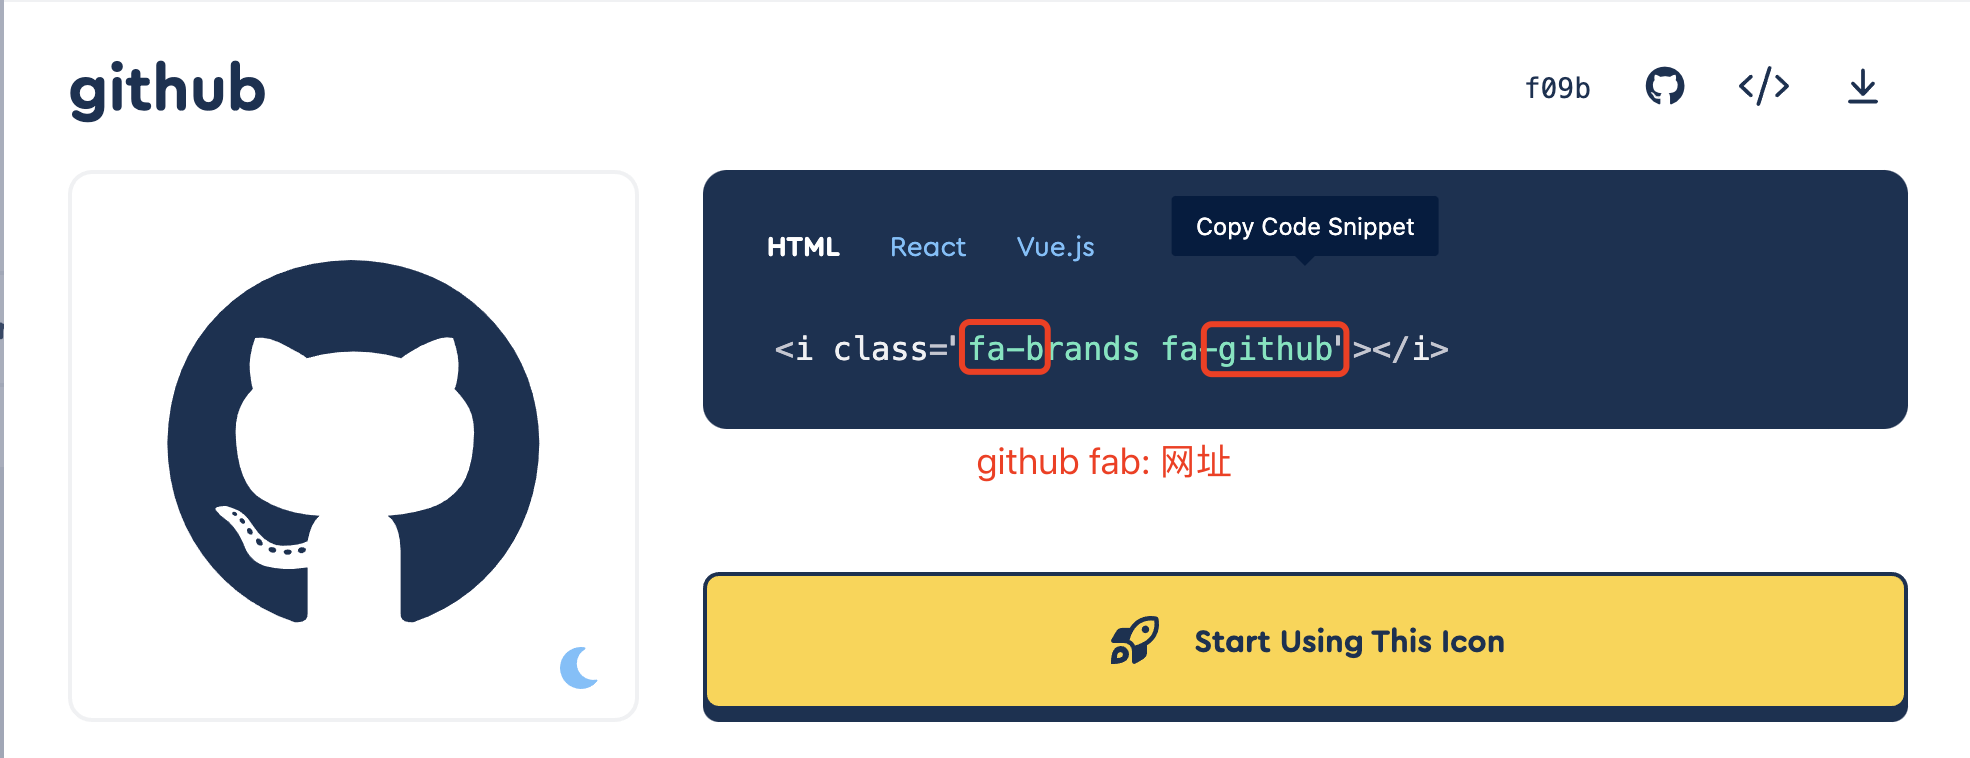 github
f09b
HTML React Vue.js
Copy Code Snippet
<i class="fa-brands fa-github"></i>
github fab: 网址
Start Using This Icon